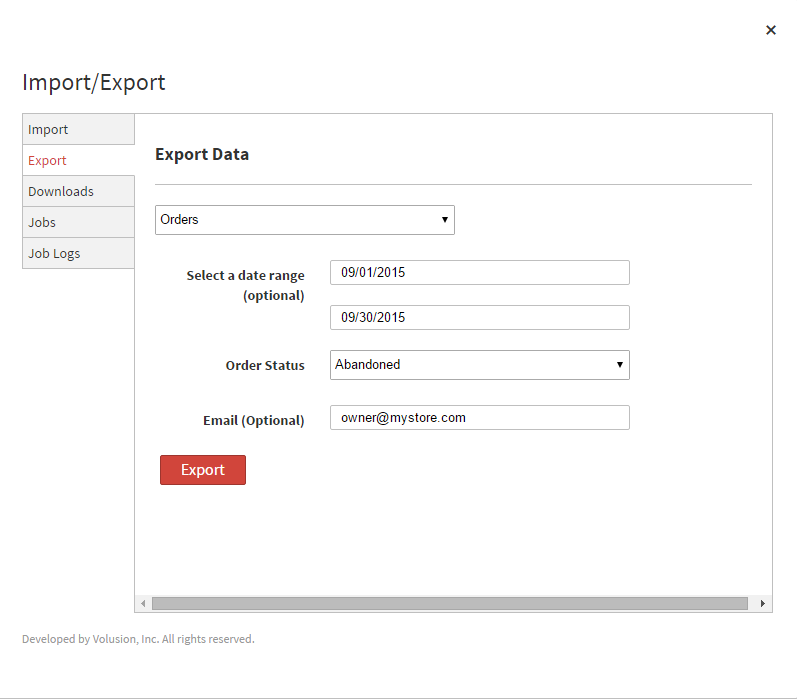 ×
Import/Export
Import
Export
Downloads
Jobs
Job Logs
Export Data
Orders
Select a date range
(optional)
09/01/2015
09/30/2015
Order Status
Abandoned
Email (Optional)
owner@mystore.com
Export
Developed by Volusion, Inc. All rights reserved.